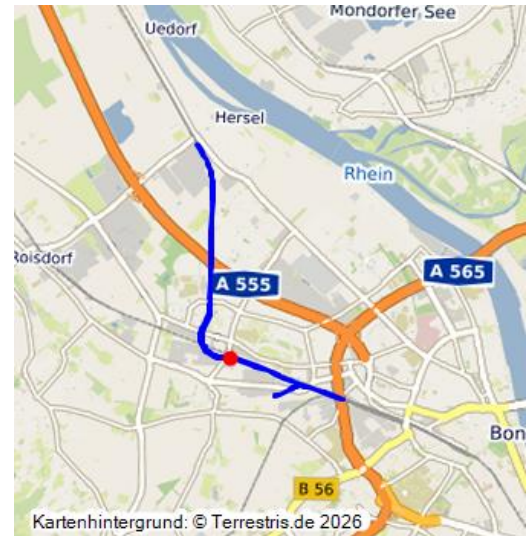 Mondorfer See
Uedorf
Hersel
Rhein
Roisdorf
A 555
A 565
Bon
B 56
Kartenhintergrund: © Terrestris.de 2026